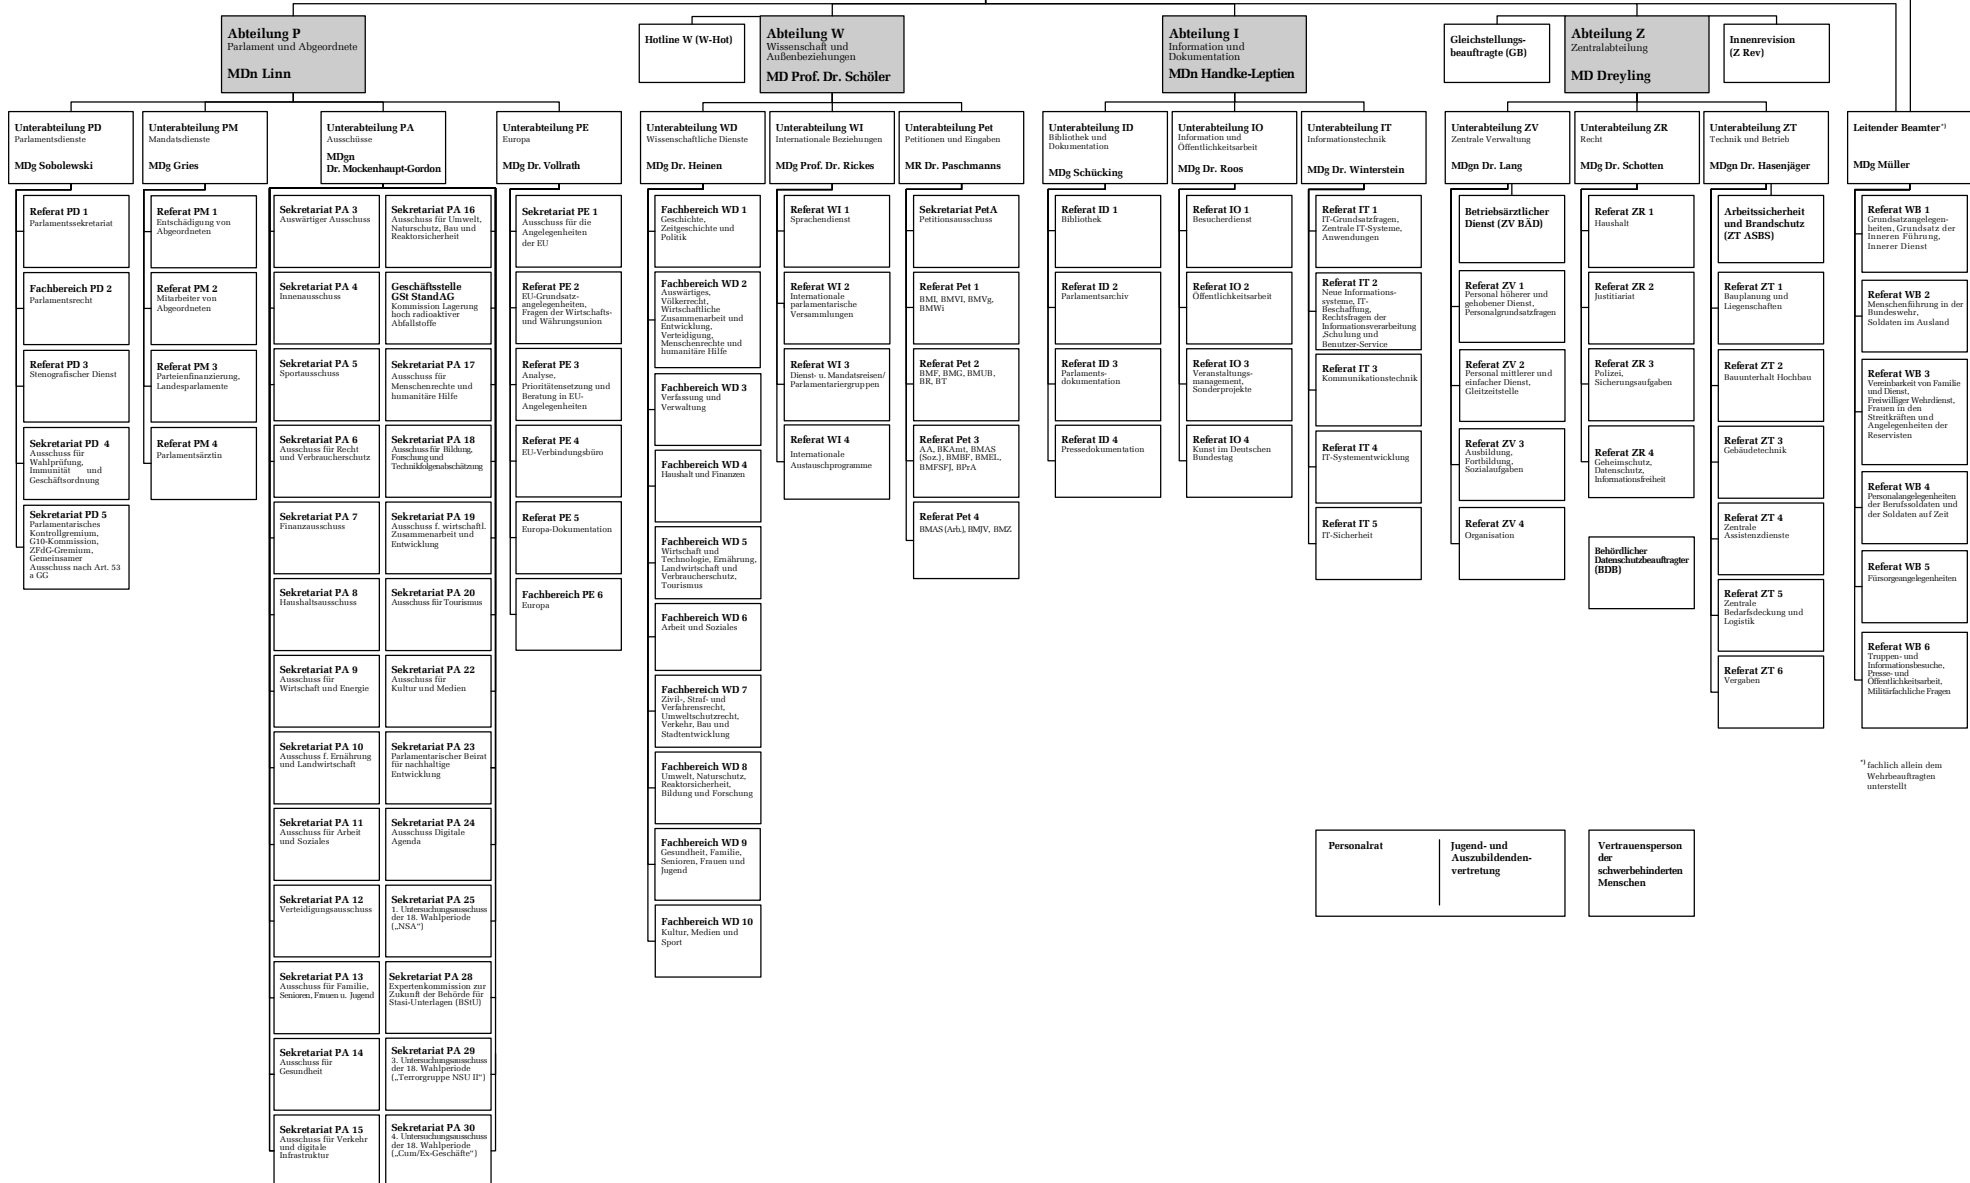 Abteilung P
Parlament und Abgeordnete
MDn Linn
Hotline W (W-Hot)
Abteilung W
Wissenschaft und
Außenbeziehungen
MD Prof. Dr. Schöler
Abteilung I
Information und
Dokumentation
MDn Handke-Leptien
Gleichstellungs-
beauftragte (GB)
Abteilung Z
Zentralabteilung
MD Dreyling
Innenrevision
(Z Rev)
Unterabteilung PD
Parlamentsdienste
MDg Sobolewski
Unterabteilung PM
Mandatsdienste
MDg Gries
Unterabteilung PA
Ausschüsse
MDgn
Dr. Mockenhaupt-Gordon
Unterabteilung PE
Europa
MDg Dr. Vollrath
Unterabteilung WD
Wissenschaftliche Dienste
MDg Dr. Heinen
Unterabteilung WI
Internationale Beziehungen
MDg Prof. Dr. Rickes
Unterabteilung Pet
Petitionen und Eingaben
MR Dr. Paschmanns
Unterabteilung ID
Bibliothek und
Dokumentation
MDg Schücking
Unterabteilung IO
Information und
Öffentlichkeitsarbeit
MDg Dr. Roos
Unterabteilung IT
Informationstechnik
MDg Dr. Winterstein
Unterabteilung ZV
Zentrale Verwaltung
MDgn Dr. Lang
Unterabteilung ZR
Recht
MDg Dr. Schotten
Unterabteilung ZT
Technik und Betrieb
MDgn Dr. Hasenjäger
Leitender Beamter*)
MDg Müller
Referat PD 1
Parlamentssekretariat
Fachbereich PD 2
Parlamentsrecht
Referat PD 3
Stenografischer Dienst
Sekretariat PD 4
Ausschuss für
Wahlprüfung,
Immunität und
Geschäftsordnung
Sekretariat PD 5
Parlamentarisches
Kontrollgremium,
G10-Kommission,
ZFdG-Gremium,
Gemeinsamer
Ausschuss nach Art. 53
a GG
Referat PM 1
Entschädigung von
Abgeordneten
Referat PM 2
Mitarbeiter von
Abgeordneten
Referat PM 3
Parteienfinanzierung,
Landesparlamente
Referat PM 4
Parlamentsärztin
Sekretariat PA 3
Auswärtiger Ausschuss
Sekretariat PA 4
Innenausschuss
Sekretariat PA 5
Sportausschuss
Sekretariat PA 6
Ausschuss für Recht
und Verbraucherschutz
Sekretariat PA 7
Finanzausschuss
Sekretariat PA 8
Haushaltsausschuss
Sekretariat PA 9
Ausschuss für
Wirtschaft und Energie
Sekretariat PA 10
Ausschuss f. Ernährung
und Landwirtschaft
Sekretariat PA 11
Ausschuss für Arbeit
und Soziales
Sekretariat PA 12
Verteidigungsausschuss
Sekretariat PA 13
Ausschuss für Familie,
Senioren, Frauen u. Jugend
Sekretariat PA 14
Ausschuss für
Gesundheit
Sekretariat PA 15
Ausschuss für Verkehr
und digitale
Infrastruktur
Sekretariat PA 16
Ausschuss für Umwelt,
Naturschutz, Bau und
Reaktorsicherheit
Geschäftsstelle
GSt StandAG
Kommission Lagerung
hoch radioaktiver
Abfallstoffe
Sekretariat PA 17
Ausschuss für
Menschenrechte und
humanitäre Hilfe
Sekretariat PA 18
Ausschuss für Bildung,
Forschung und
Technikfolgenabschätzung
Sekretariat PA 19
Ausschuss f. wirtschaftl.
Zusammenarbeit und
Entwicklung
Sekretariat PA 20
Ausschuss für Tourismus
Sekretariat PA 22
Ausschuss für
Kultur und Medien
Sekretariat PA 23
Parlamentarischer Beirat
für nachhaltige
Entwicklung
Sekretariat PA 24
Ausschuss Digitale
Agenda
Sekretariat PA 25
1. Untersuchungsausschuss
der 18. Wahlperiode
(„NSA“)
Sekretariat PA 28
Expertenkommission zur
Zukunft der Behörde für
Stasi-Unterlagen (BStU)
Sekretariat PA 29
3. Untersuchungsausschuss
der 18. Wahlperiode
(„Terrorgruppe NSU II“)
Sekretariat PA 30
4. Untersuchungsausschuss
der 18. Wahlperiode
(„Cum/Ex-Geschäfte“)
Sekretariat PE 1
Ausschuss für die
Angelegenheiten
der EU
Referat PE 2
EU-Grundsatz-
angelegenheiten,
Fragen der Wirtschafts-
und Währungsunion
Referat PE 3
Analyse,
Prioritätensetzung und
Beratung in EU-
Angelegenheiten
Referat PE 4
EU-Verbindungsbüro
Referat PE 5
Europa-Dokumentation
Fachbereich PE 6
Europa
Fachbereich WD 1
Geschichte,
Zeitgeschichte und
Politik
Fachbereich WD 2
Auswärtiges,
Völkerrecht,
Wirtschaftliche
Zusammenarbeit und
Entwicklung,
Verteidigung,
Menschenrechte und
humanitäre Hilfe
Fachbereich WD 3
Verfassung und
Verwaltung
Fachbereich WD 4
Haushalt und Finanzen
Fachbereich WD 5
Wirtschaft und
Technologie, Ernährung,
Landwirtschaft und
Verbraucherschutz,
Tourismus
Fachbereich WD 6
Arbeit und Soziales
Fachbereich WD 7
Zivil-, Straf- und
Verfahrensrecht,
Umweltschutzrecht,
Verkehr, Bau und
Stadtentwicklung
Fachbereich WD 8
Umwelt, Naturschutz,
Reaktorsicherheit,
Bildung und Forschung
Fachbereich WD 9
Gesundheit, Familie,
Senioren, Frauen und
Jugend
Fachbereich WD 10
Kultur, Medien und
Sport
Referat WI 1
Sprachendienst
Referat WI 2
Internationale
parlamentarische
Versammlungen
Referat WI 3
Dienst- u. Mandatsreisen/
Parlamentariergruppen
Referat WI 4
Internationale
Austauschprogramme
Sekretariat PetA
Petitionsausschuss
Referat Pet 1
BMI, BMVI, BMVg,
BMWi
Referat Pet 2
BMF, BMG, BMUB,
BR, BT
Referat Pet 3
AA, BKAmt, BMAS
(Soz.), BMBF, BMEL,
BMFSFJ, BPrA
Referat Pet 4
BMAS (Arb.), BMJV, BMZ
Referat ID 1
Bibliothek
Referat ID 2
Parlamentsarchiv
Referat ID 3
Parlaments-
dokumentation
Referat ID 4
Pressedokumentation
Referat IO 1
Besucherdienst
Referat IO 2
Öffentlichkeitsarbeit
Referat IO 3
Veranstaltungs-
management,
Sonderprojekte
Referat IO 4
Kunst im Deutschen
Bundestag
Referat IT 1
IT-Grundsatzfragen,
Zentrale IT-Systeme,
Anwendungen
Referat IT 2
Neue Informations-
systeme, IT-
Beschaffung,
Rechtsfragen der
Informationsverarbeitung
,Schulung und
Benutzer-Service
Referat IT 3
Kommunikationstechnik
Referat IT 4
IT-Systementwicklung
Referat IT 5
IT-Sicherheit
Betriebsärztlicher
Dienst (ZV BÄD)
Referat ZV 1
Personal höherer und
gehobener Dienst,
Personalgrundsatzfragen
Referat ZV 2
Personal mittlerer und
einfacher Dienst,
Gleitzeitstelle
Referat ZV 3
Ausbildung,
Fortbildung,
Sozialaufgaben
Referat ZV 4
Organisation
Referat ZR 1
Haushalt
Referat ZR 2
Justitiariat
Referat ZR 3
Polizei,
Sicherungsaufgaben
Referat ZR 4
Geheimschutz,
Datenschutz,
Informationsfreiheit
Behördlicher
Datenschutzbeauftragter
(BDB)
Arbeitssicherheit
und Brandschutz
(ZT ASBS)
Referat ZT 1
Bauplanung und
Liegenschaften
Referat ZT 2
Bauunterhalt Hochbau
Referat ZT 3
Gebäudetechnik
Referat ZT 4
Zentrale
Assistenzdienste
Referat ZT 5
Zentrale
Bedarfsdeckung und
Logistik
Referat ZT 6
Vergaben
Referat WB 1
Grundsatzangelegen-
heiten, Grundsatz der
Inneren Führung,
Innerer Dienst
Referat WB 2
Menschenführung in der
Bundeswehr,
Soldaten im Ausland
Referat WB 3
Vereinbarkeit von Familie
und Dienst,
Freiwilliger Wehrdienst,
Frauen in den
Streitkräften und
Angelegenheiten der
Reservisten
Referat WB 4
Personalangelegenheiten
der Berufssoldaten und
der Soldaten auf Zeit
Referat WB 5
Fürsorgeangelegenheiten
Referat WB 6
Truppen- und
Informationsbesuche,
Presse- und
Öffentlichkeitsarbeit,
Militärfachliche Fragen
*) fachlich allein dem
Wehrbeauftragten
unterstellt
Personalrat
Jugend- und
Auszubildenden-
vertretung
Vertrauensperson
der
schwerbehinderten
Menschen